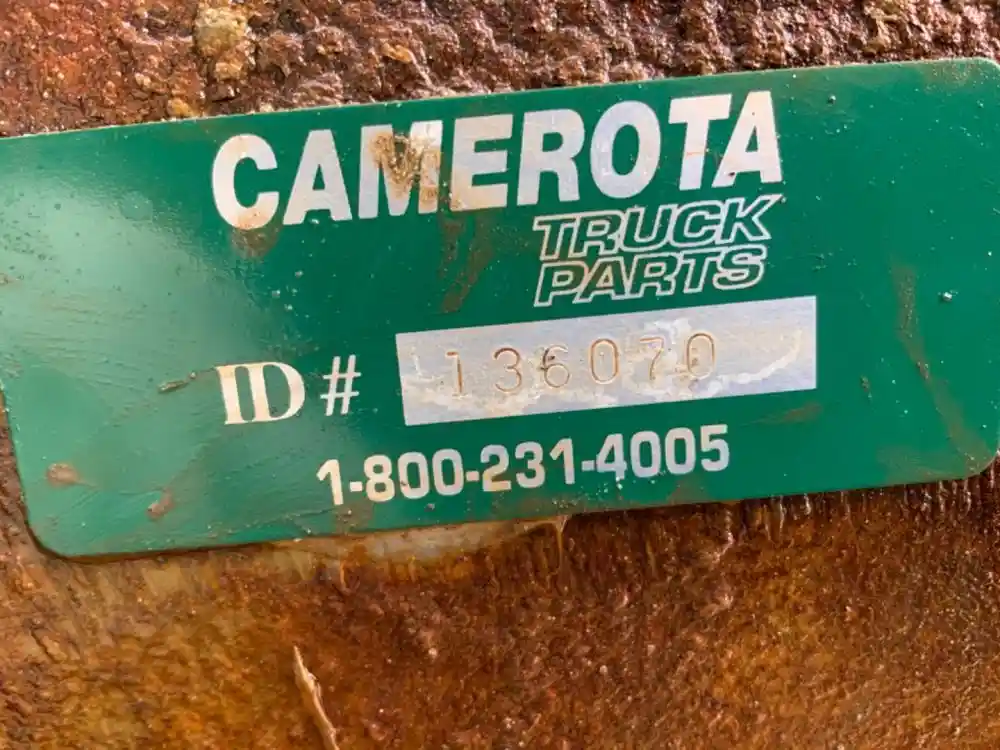 CAMEROTA
TRUCK
PARTS
ID # 136070
1-800-231-4005